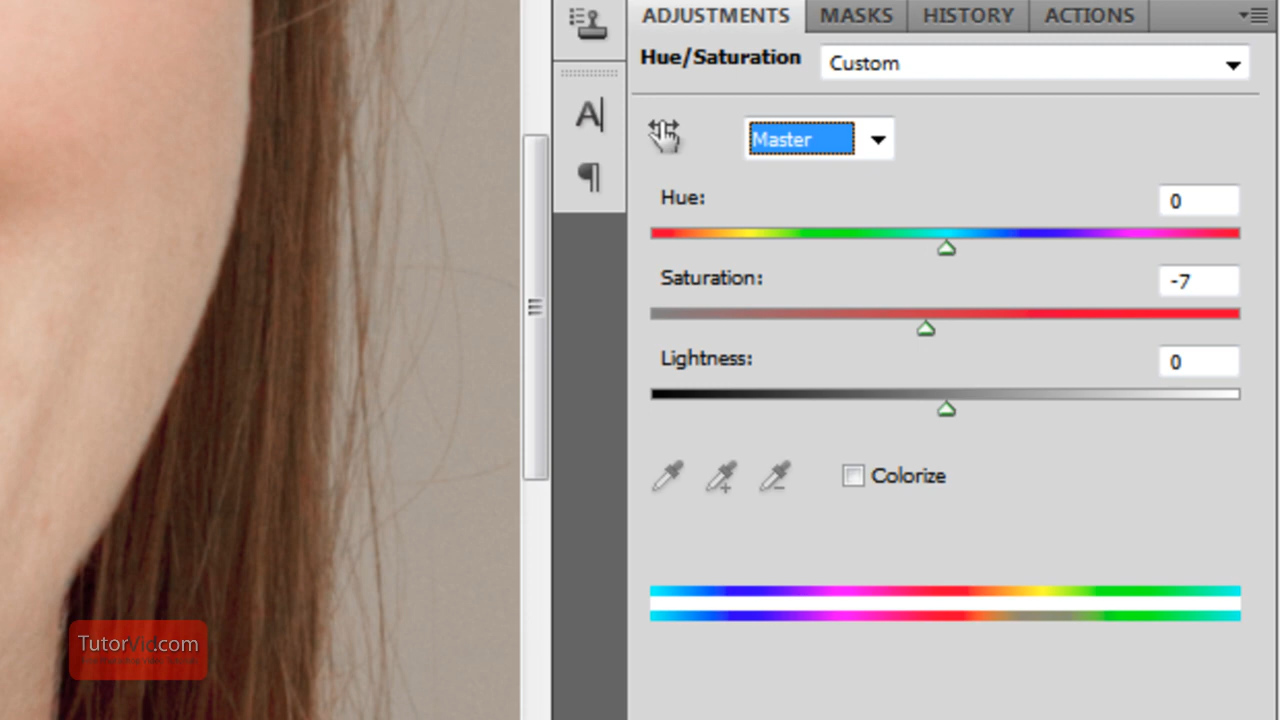 ADJUSTMENTS MASKS HISTORY ACTIONS
Hue/Saturation Custom
A
Master
Hue: 0
Saturation: -7
Lightness: 0
Colorize
TutorVid.com